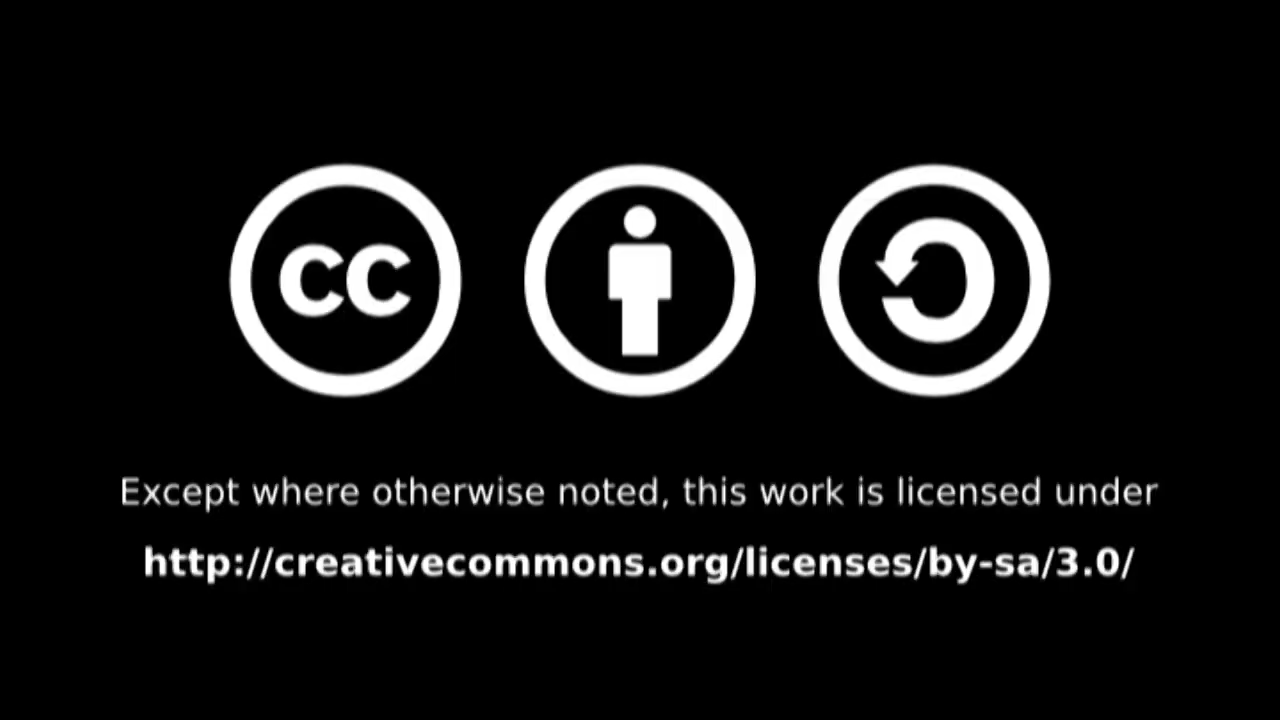 cc
Except where otherwise noted, this work is licensed under
http://creativecommons.org/licenses/by-sa/3.0/